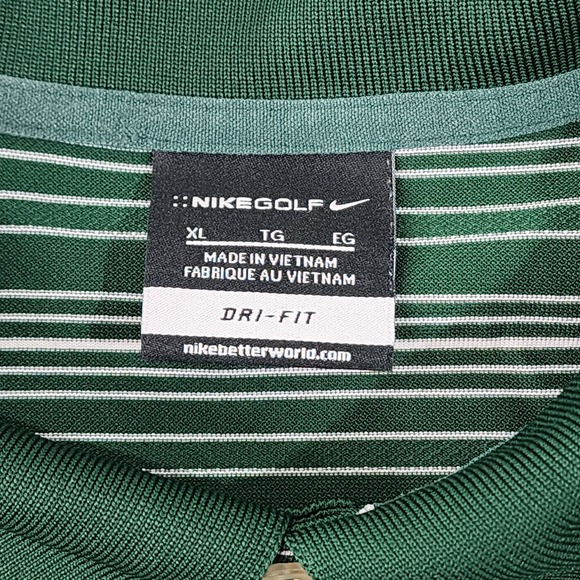 ::NIKEGOLF
XL TG EG
MADE IN VIETNAM
FABRIQUE AU VIETNAM
DRI-FIT
nikebetterworld.com